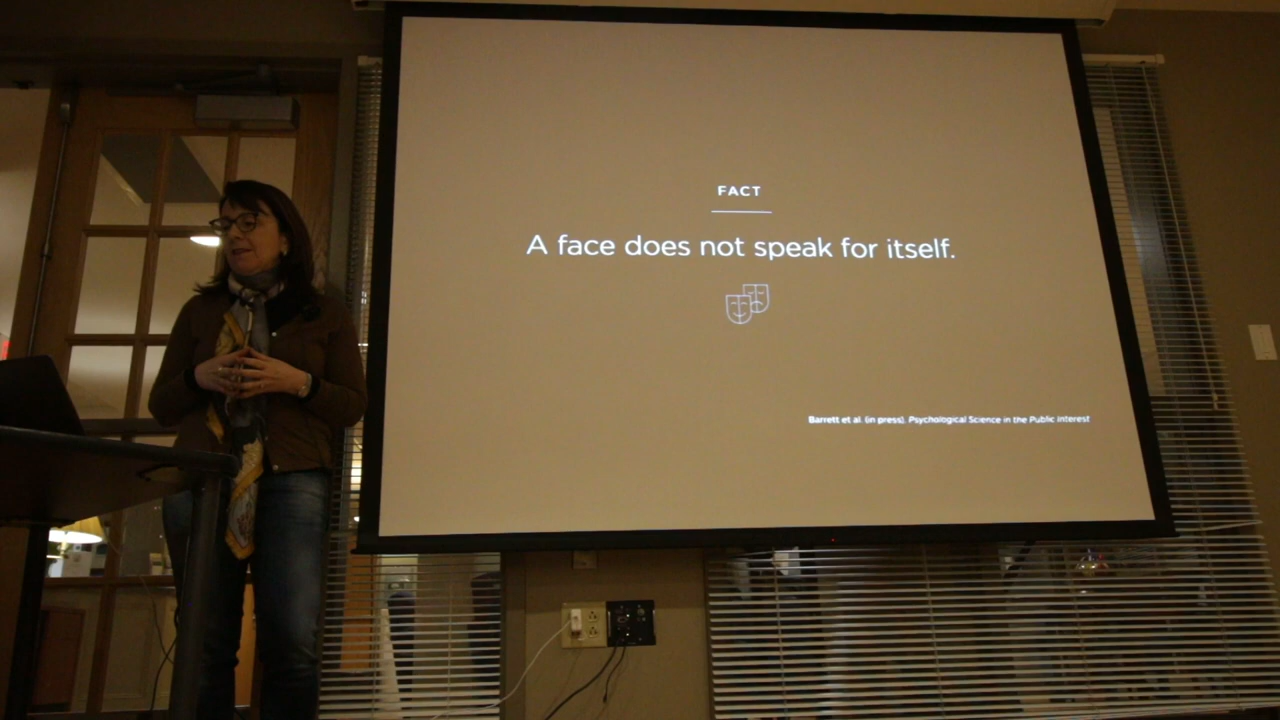 FACT
A face does not speak for itself.
Barrett et al. (in press). Psychological Science in the Public Interest